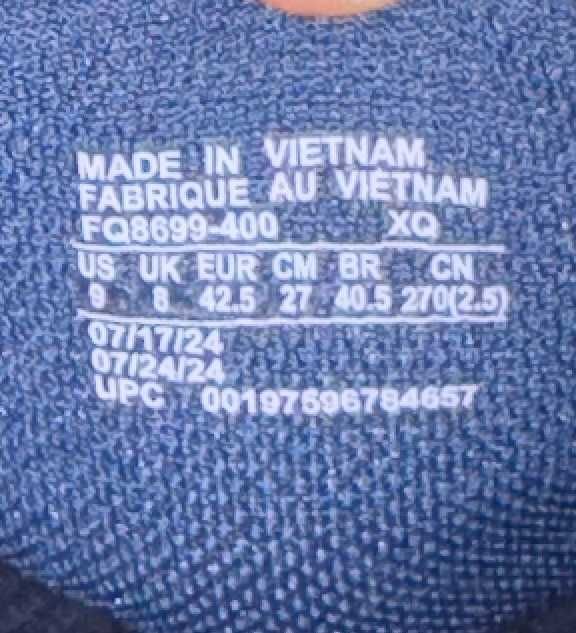 MADE IN VIETNAM
FABRIQUE AU VIETNAM
FQ8699-400 XQ
US UK EUR CM BR CN
9 8 42.5 27 40.5 270(2.5)
07/17/24
07/24/24
UPC 00197596784657